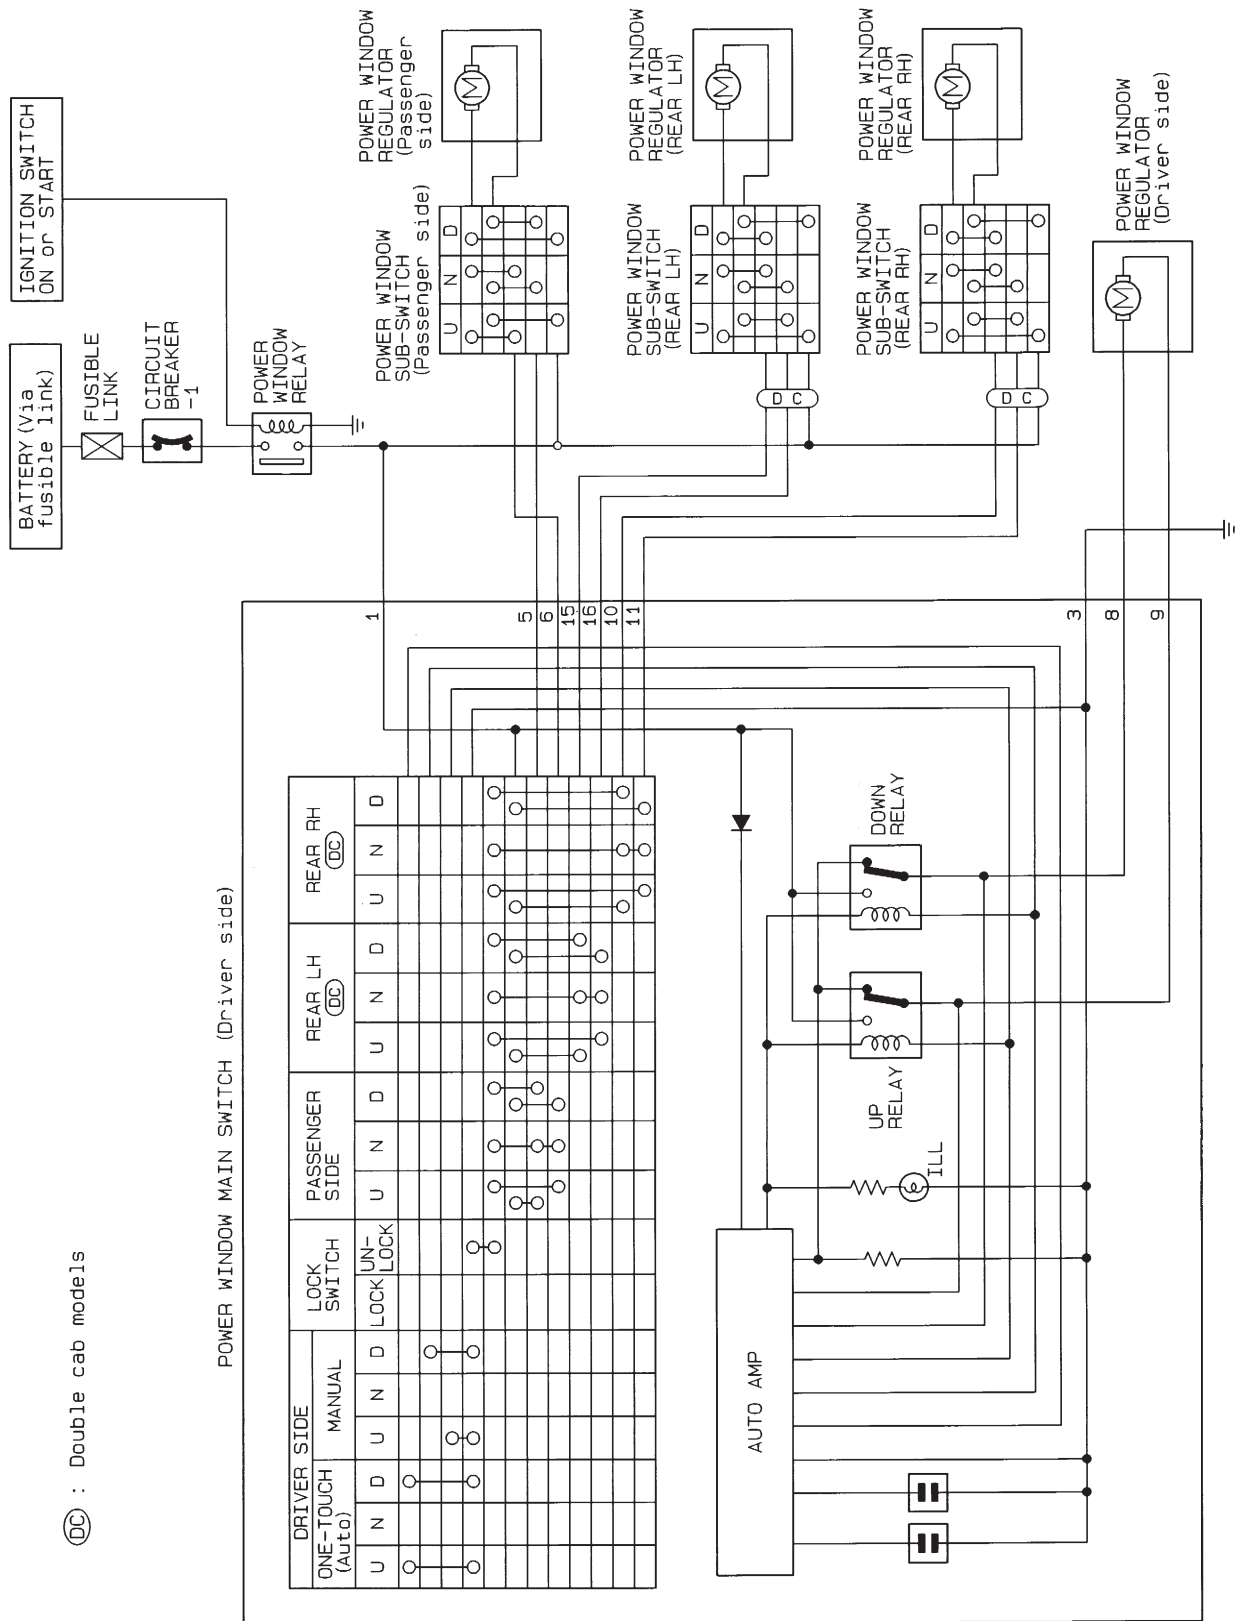 BATTERY (Via
fusible link)
IGNITION SWITCH
ON or START
FUSIBLE
LINK
CIRCUIT
BREAKER
-1
POWER
WINDOW
RELAY
POWER WINDOW
REGULATOR
(Passenger
side)
M
POWER WINDOW
SUB-SWITCH
(Passenger side)
U N D
POWER WINDOW
REGULATOR
(REAR LH)
M
POWER WINDOW
SUB-SWITCH
(REAR LH)
U N D
D C
POWER WINDOW
REGULATOR
(REAR RH)
M
POWER WINDOW
SUB-SWITCH
(REAR RH)
U N D
D C
POWER WINDOW
REGULATOR
(Driver side)
M
DC : Double cab models
POWER WINDOW MAIN SWITCH (Driver side)
1
5
6
15
16
10
11
3
8
9
DRIVER SIDE
ONE-TOUCH
(Auto)
MANUAL
LOCK
SWITCH
PASSENGER
SIDE
REAR LH
DC
REAR RH
DC
U N D U N D LOCK UN-
LOCK U N D U N D U N D
AUTO AMP
ILL
UP
RELAY
DOWN
RELAY